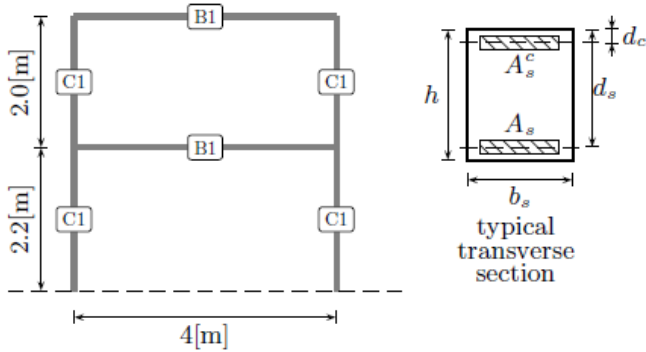 B1
2.0[m]
C1
C1
B1
2.2[m]
C1
C1
4[m]
d_c
A_s^c
h
d_s
A_s
b_s
typical
transverse
section